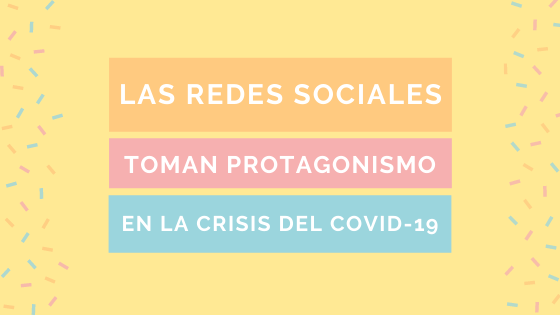 LAS REDES SOCIALES
TOMAN PROTAGONISMO
EN LA CRISIS DEL COVID-19